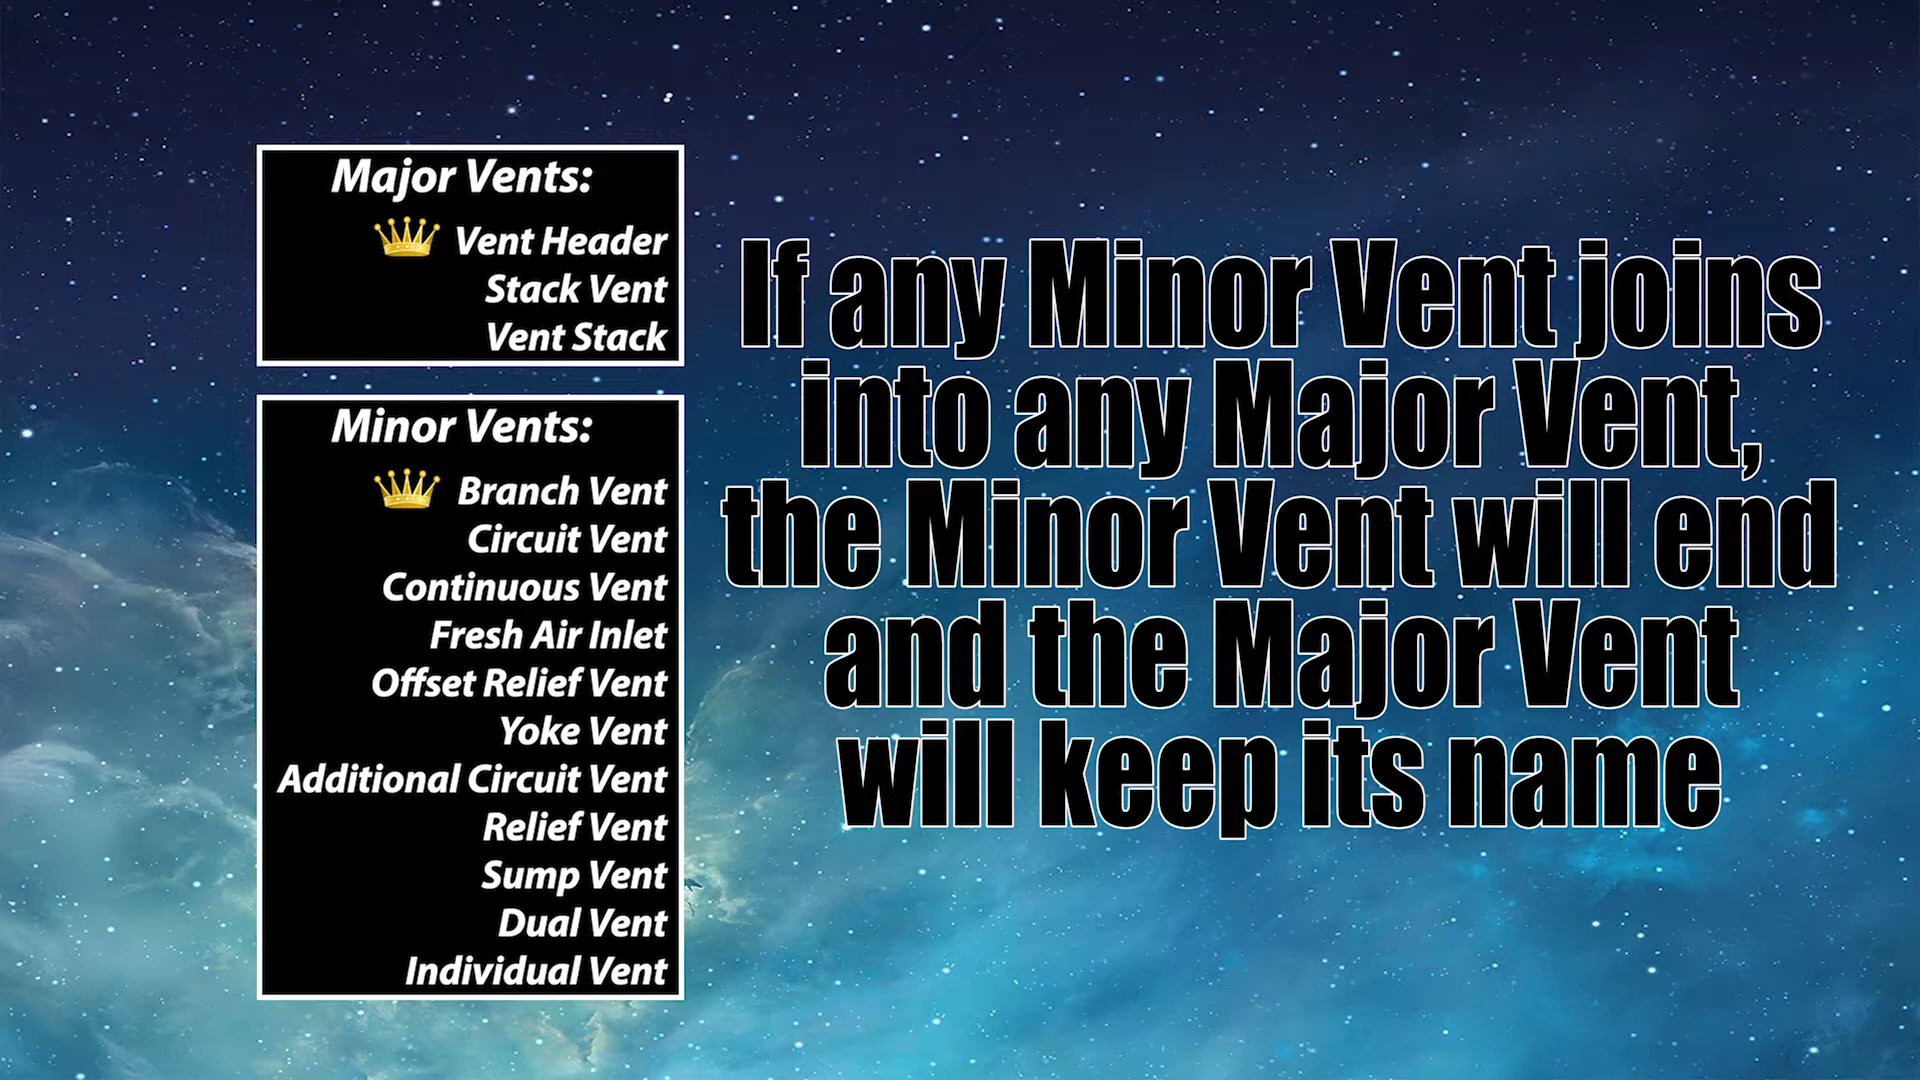 Major Vents:
Vent Header
Stack Vent
Vent Stack
Minor Vents:
Branch Vent
Circuit Vent
Continuous Vent
Fresh Air Inlet
Offset Relief Vent
Yoke Vent
Additional Circuit Vent
Relief Vent
Sump Vent
Dual Vent
Individual Vent
If any Minor Vent joins
into any Major Vent,
the Minor Vent will end
and the Major Vent
will keep its name